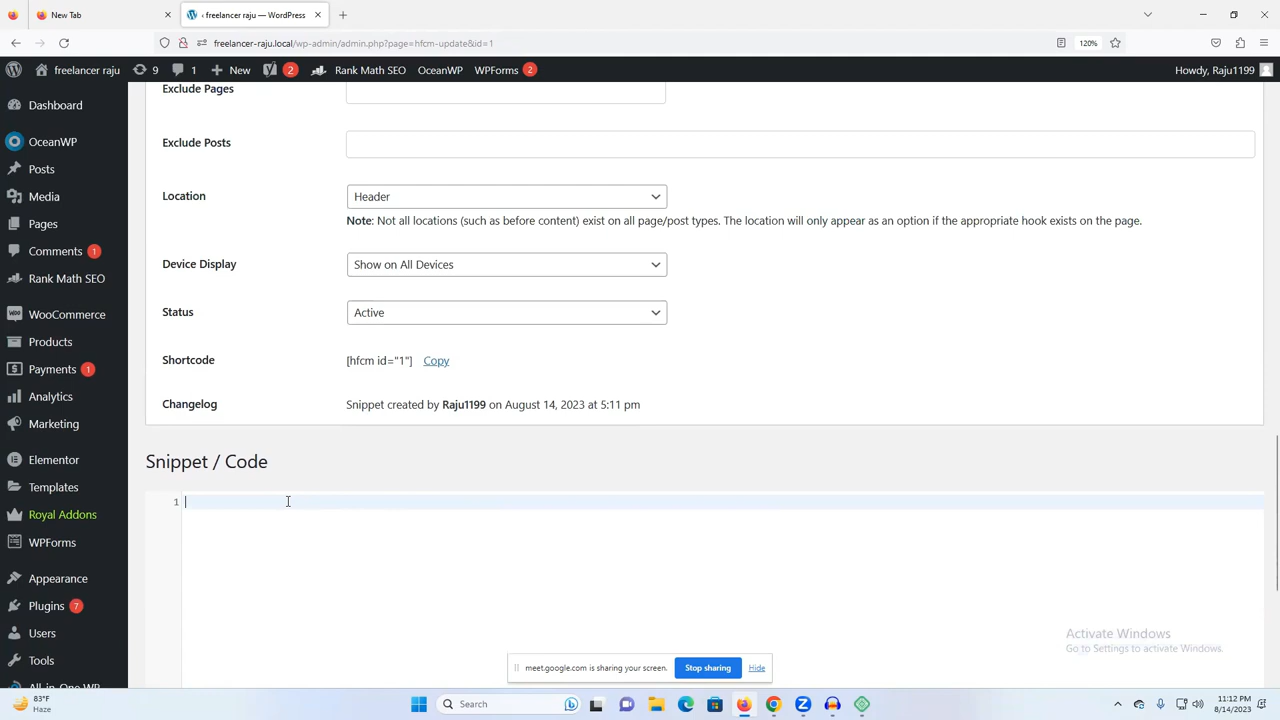 New Tab
‹ freelancer raju — WordPress
freelancer-raju.local/wp-admin/admin.php?page=hfcm-update&id=1
120%
freelancer raju
9
1
New
2
Rank Math SEO
OceanWP
WPForms 2
Howdy, Raju1199
Dashboard
OceanWP
Posts
Media
Pages
Comments 1
Rank Math SEO
WooCommerce
Products
Payments 1
Analytics
Marketing
Elementor
Templates
Royal Addons
WPForms
Appearance
Plugins 7
Users
Tools
All-in-One WP
Exclude Pages
Exclude Posts
Location
Header
Note: Not all locations (such as before content) exist on all page/post types. The location will only appear as an option if the appropriate hook exists on the page.
Device Display
Show on All Devices
Status
Active
Shortcode
[hfcm id="1"] Copy
Changelog
Snippet created by Raju1199 on August 14, 2023 at 5:11 pm
Snippet / Code
1
Activate Windows
Go to Settings to activate Windows.
meet.google.com is sharing your screen.
Stop sharing
Hide
83°F
Haze
Search
11:12 PM
8/14/2023